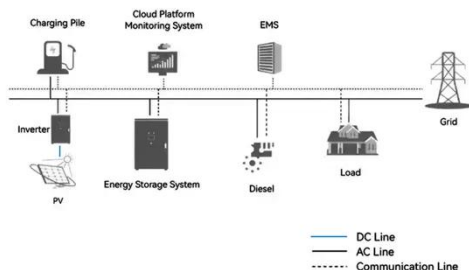 Cloud Platform
Monitoring System
Charging Pile
EMS
Inverter
Grid
PV
Energy Storage System
Diesel
Load
DC Line
AC Line
Communication Line